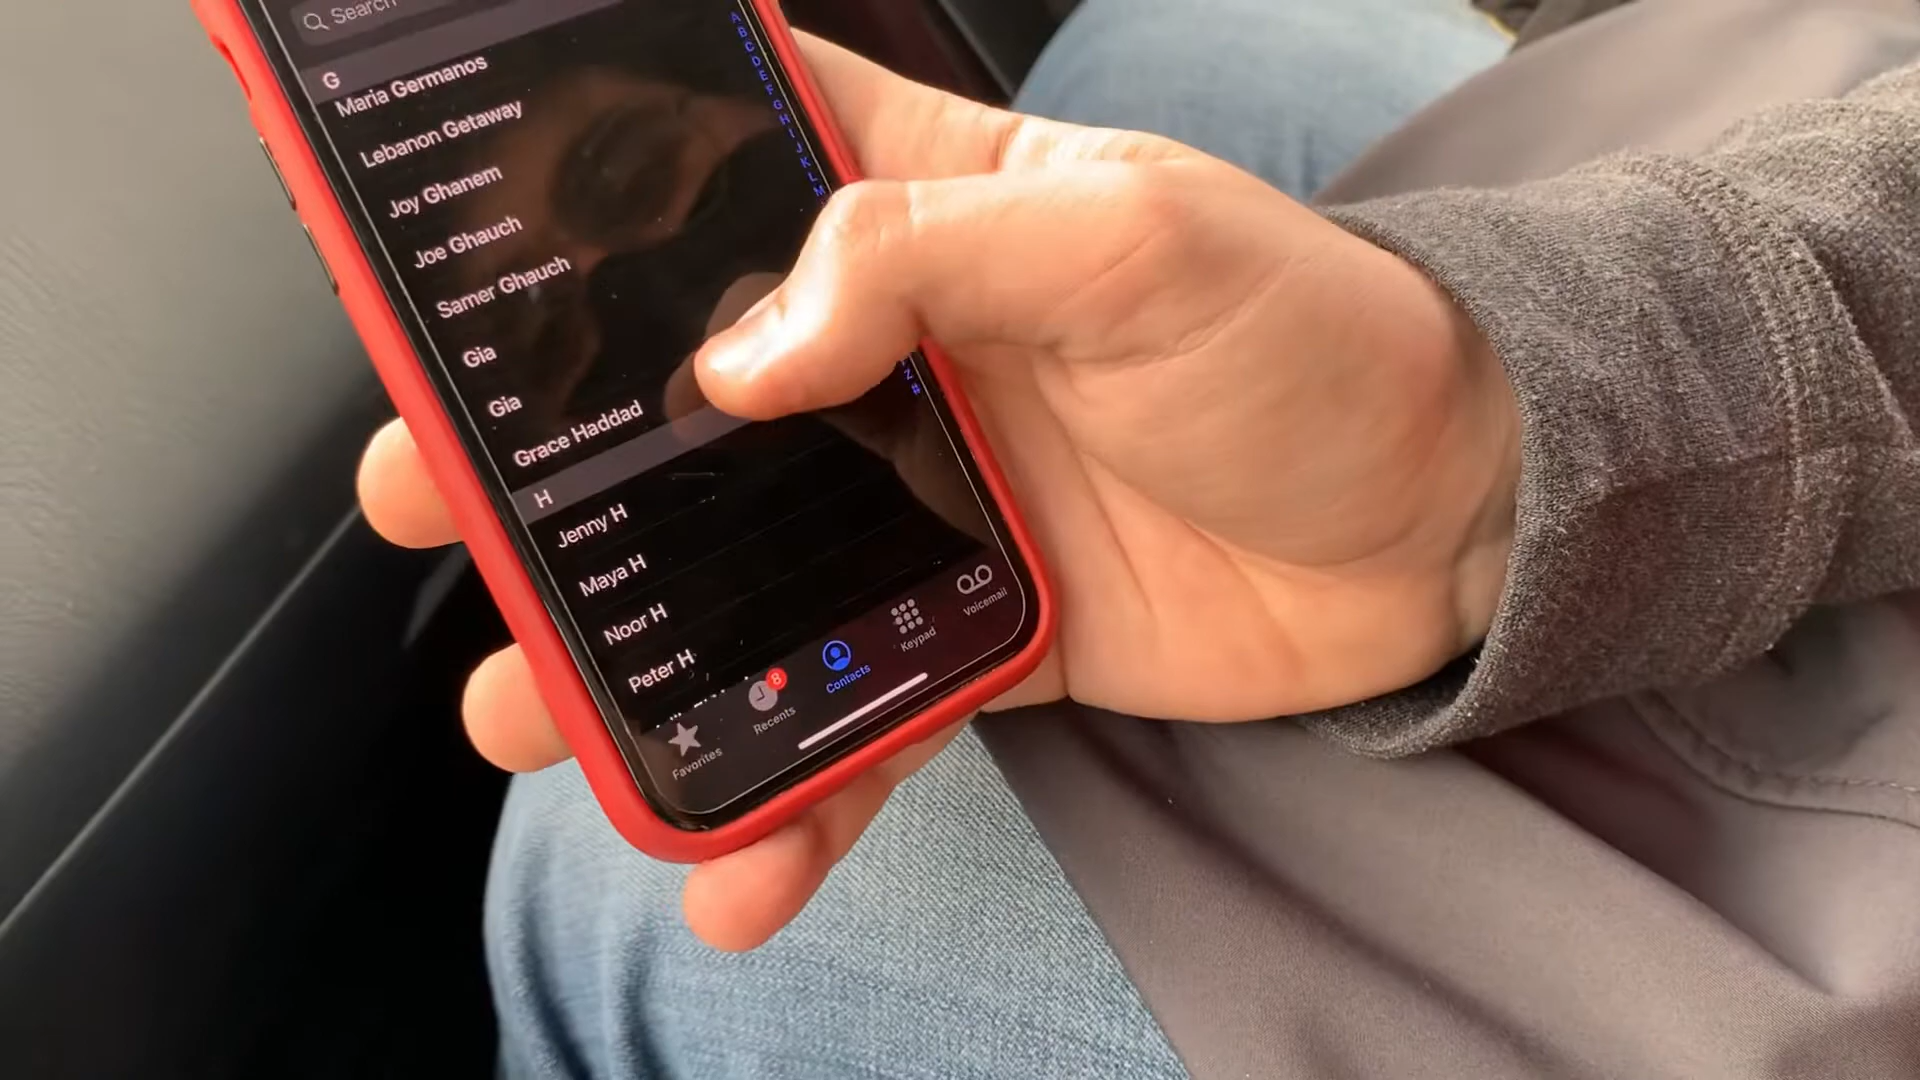 Search
G
Maria Germanos
Lebanon Getaway
Joy Ghanem
Joe Ghauch
Samer Ghauch
Gia
Gia
Grace Haddad
H
Jenny H
Maya H
Noor H
Peter H
A
B
C
D
E
F
G
H
I
J
K
L
M
Z
#
Favorites
8
Recents
Contacts
Keypad
Voicemail